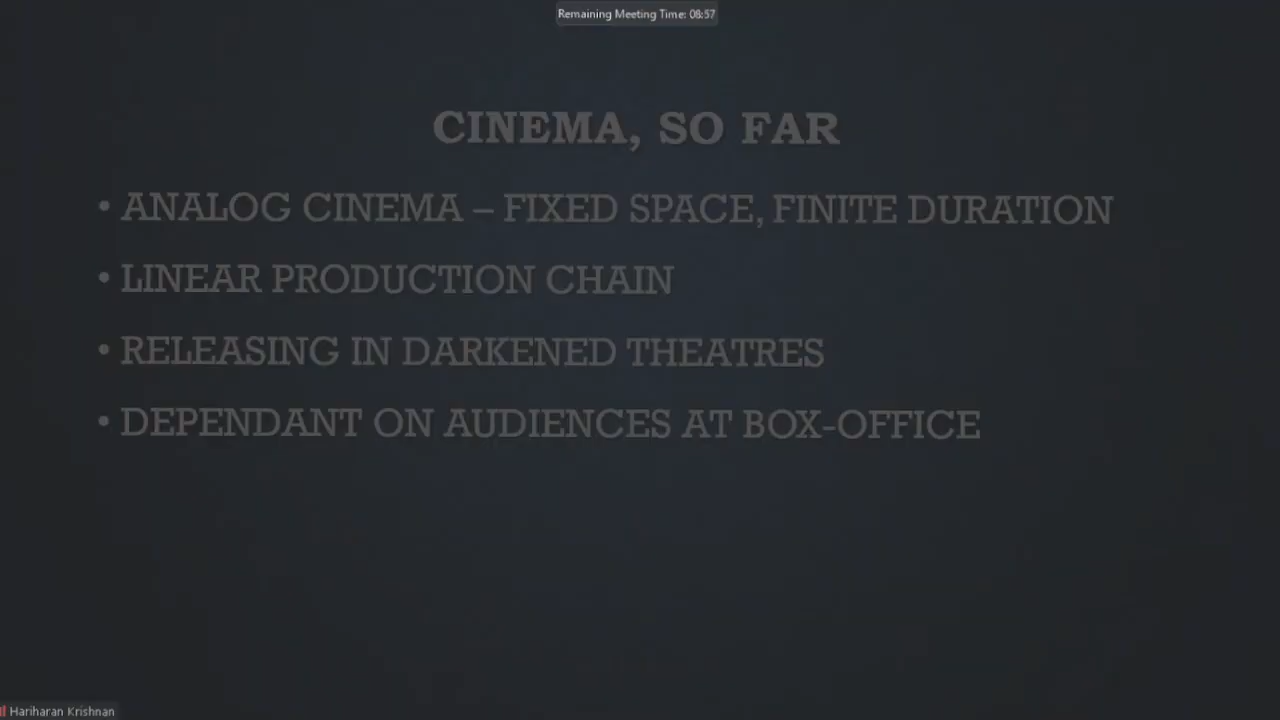 Remaining Meeting Time: 08:57
CINEMA, SO FAR
• ANALOG CINEMA – FIXED SPACE, FINITE DURATION
• LINEAR PRODUCTION CHAIN
• RELEASING IN DARKENED THEATRES
• DEPENDANT ON AUDIENCES AT BOX-OFFICE
Hariharan Krishnan